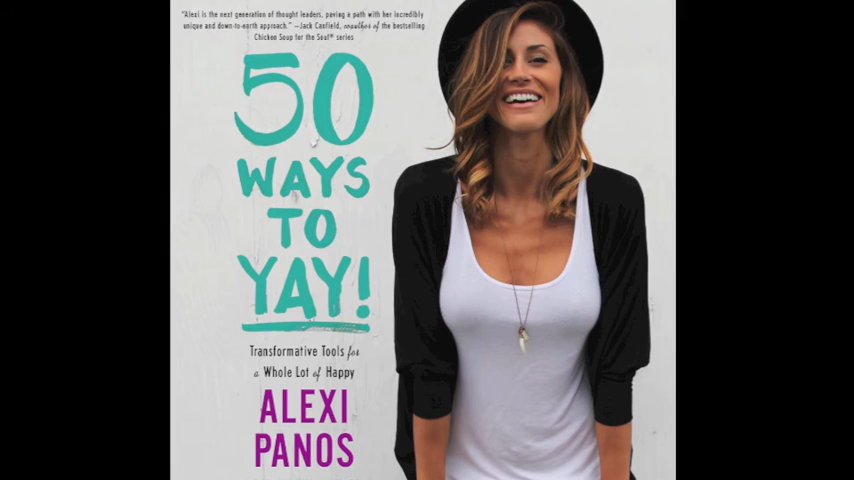 "Alexi is the next generation of thought leaders, paving a path with her incredibly
unique and down-to-earth approach." —Jack Canfield, coauthor of the bestselling
Chicken Soup for the Soul® series
50
WAYS
TO
YAY!
Transformative Tools for
a Whole Lot of Happy
ALEXI
PANOS